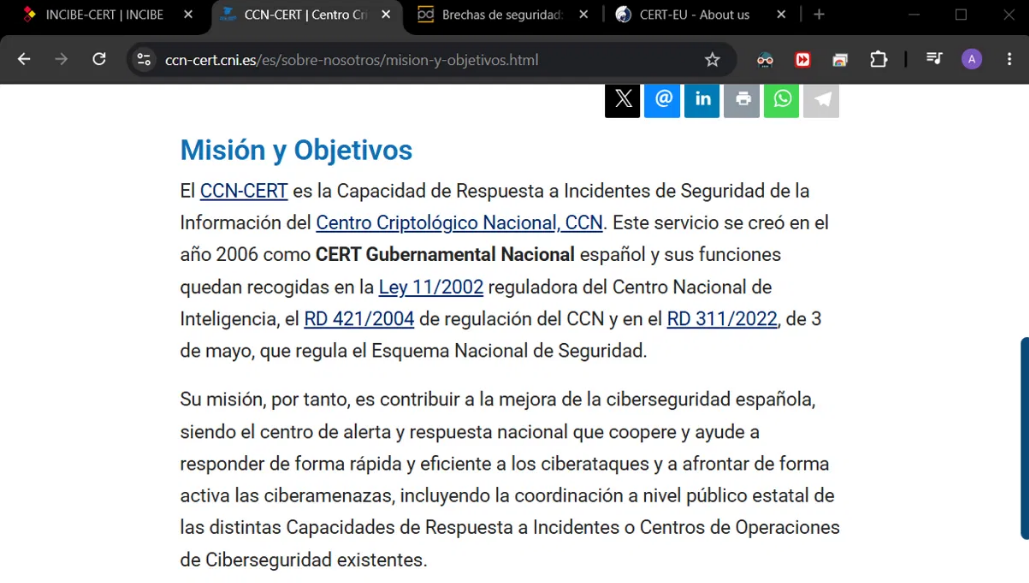 INCIBE-CERT | INCIBE
CCN-CERT | Centro Cri
Brechas de seguridad:
CERT-EU - About us
ccn-cert.cni.es/es/sobre-nosotros/mision-y-objetivos.html
A
Misión y Objetivos
El CCN-CERT es la Capacidad de Respuesta a Incidentes de Seguridad de la
Información del Centro Criptológico Nacional, CCN. Este servicio se creó en el
año 2006 como CERT Gubernamental Nacional español y sus funciones
quedan recogidas en la Ley 11/2002 reguladora del Centro Nacional de
Inteligencia, el RD 421/2004 de regulación del CCN y en el RD 311/2022, de 3
de mayo, que regula el Esquema Nacional de Seguridad.
Su misión, por tanto, es contribuir a la mejora de la ciberseguridad española,
siendo el centro de alerta y respuesta nacional que coopere y ayude a
responder de forma rápida y eficiente a los ciberataques y a afrontar de forma
activa las ciberamenazas, incluyendo la coordinación a nivel público estatal de
las distintas Capacidades de Respuesta a Incidentes o Centros de Operaciones
de Ciberseguridad existentes.